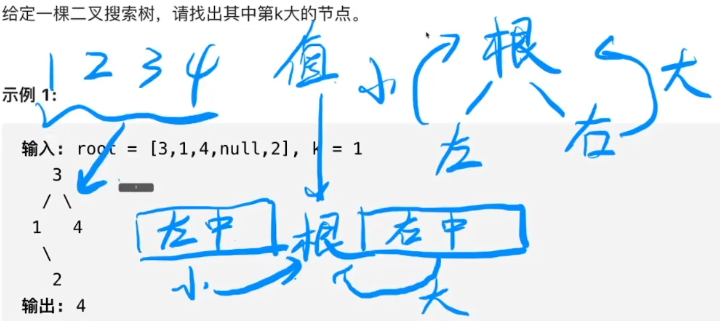 给定一棵二叉搜索树，请找出其中第k大的节点。
1 2 3 4 值 小 根 大
左 右
示例 1：
输入: root = [3,1,4,null,2], k = 1
3
/ \
1 4
\
2
左中 根 右中
小 大
输出: 4